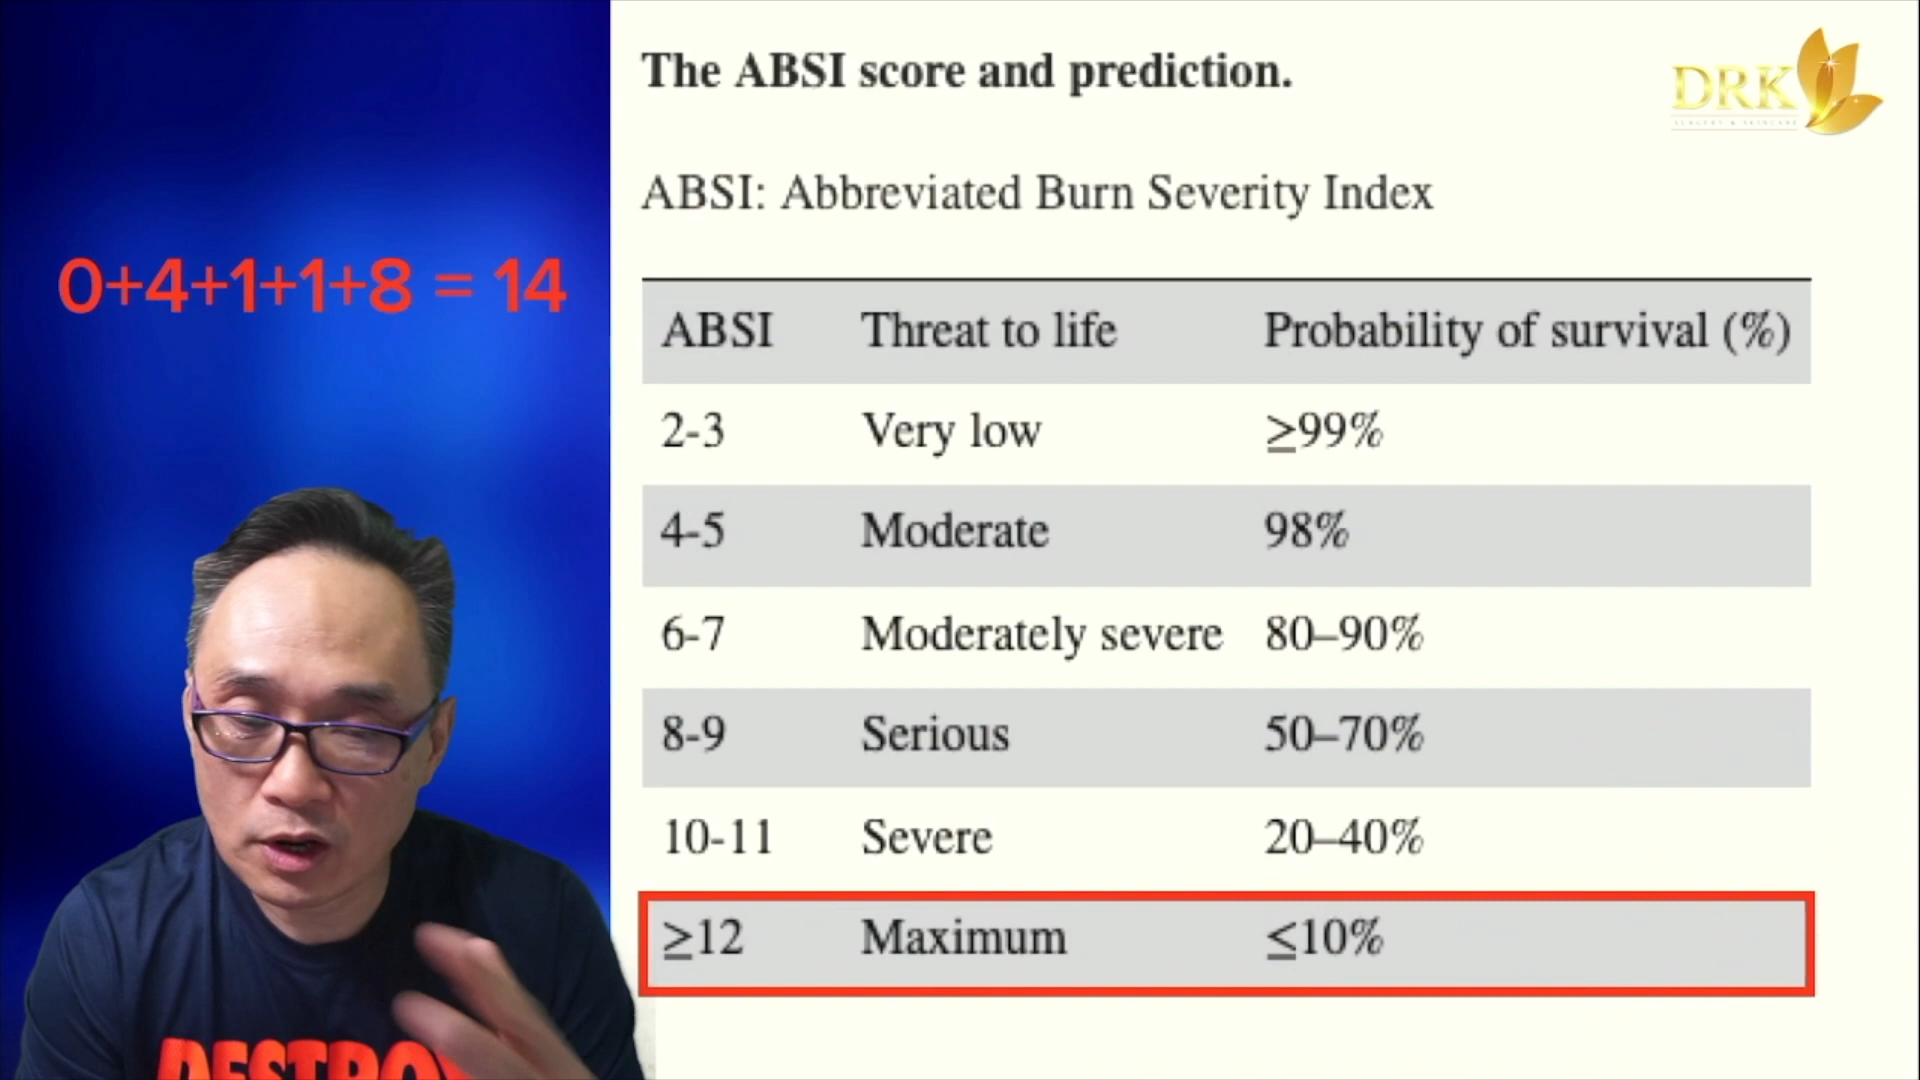 The ABSI score and prediction.
DRK
ABSI: Abbreviated Burn Severity Index
0+4+1+1+8 = 14
ABSI Threat to life Probability of survival (%)
2-3 Very low ≥99%
4-5 Moderate 98%
6-7 Moderately severe 80–90%
8-9 Serious 50–70%
10-11 Severe 20–40%
≥12 Maximum ≤10%